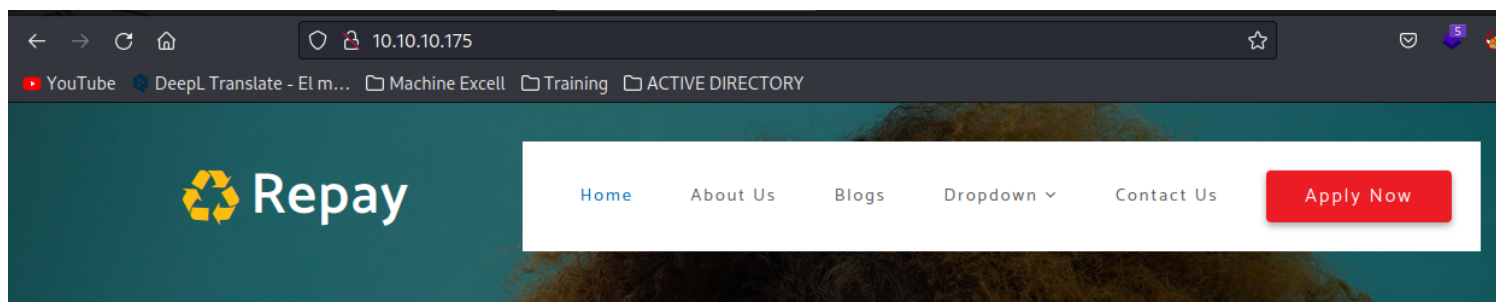 10.10.10.175
5
YouTube DeepL Translate - El m... Machine Excell Training ACTIVE DIRECTORY
Repay Home About Us Blogs Dropdown Contact Us Apply Now